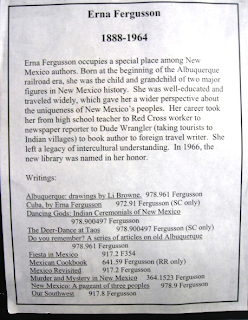 Erna Fergusson
1888-1964
Erna Fergusson occupies a special place among New
Mexico authors. Born at the beginning of the Albuquerque
railroad era, she was the child and grandchild of two major
figures in New Mexico history. She was well-educated and
traveled widely, which gave her a wider perspective about
the uniqueness of New Mexico's peoples. Her career took
her from high school teacher to Red Cross worker to
newspaper reporter to Dude Wrangler (taking tourists to
Indian villages) to book author to foreign travel writer. She
left a legacy of intercultural understanding. In 1966, the
new library was named in her honor.
Writings:
Albuquerque: drawings by Li Browne, 978.961 Fergusson
Cuba, by Erna Fergusson 972.91 Fergusson (SC only)
Dancing Gods: Indian Ceremonials of New Mexico
978.900497 Fergusson
The Deer-Dance at Taos 978.900497 Fergusson (SC only)
Do you remember? A series of articles on old Albuquerque
978.961 Fergusson
Fiesta in Mexico 917.2 F354
Mexican Cookbook 641.59 Fergusson (RR only)
Mexico Revisited 917.2 Fergusson
Murder and Mystery in New Mexico 364.1523 Fergusson
New Mexico: A pageant of three peoples 978.9 Fergusson
Our Southwest 917.8 Fergusson